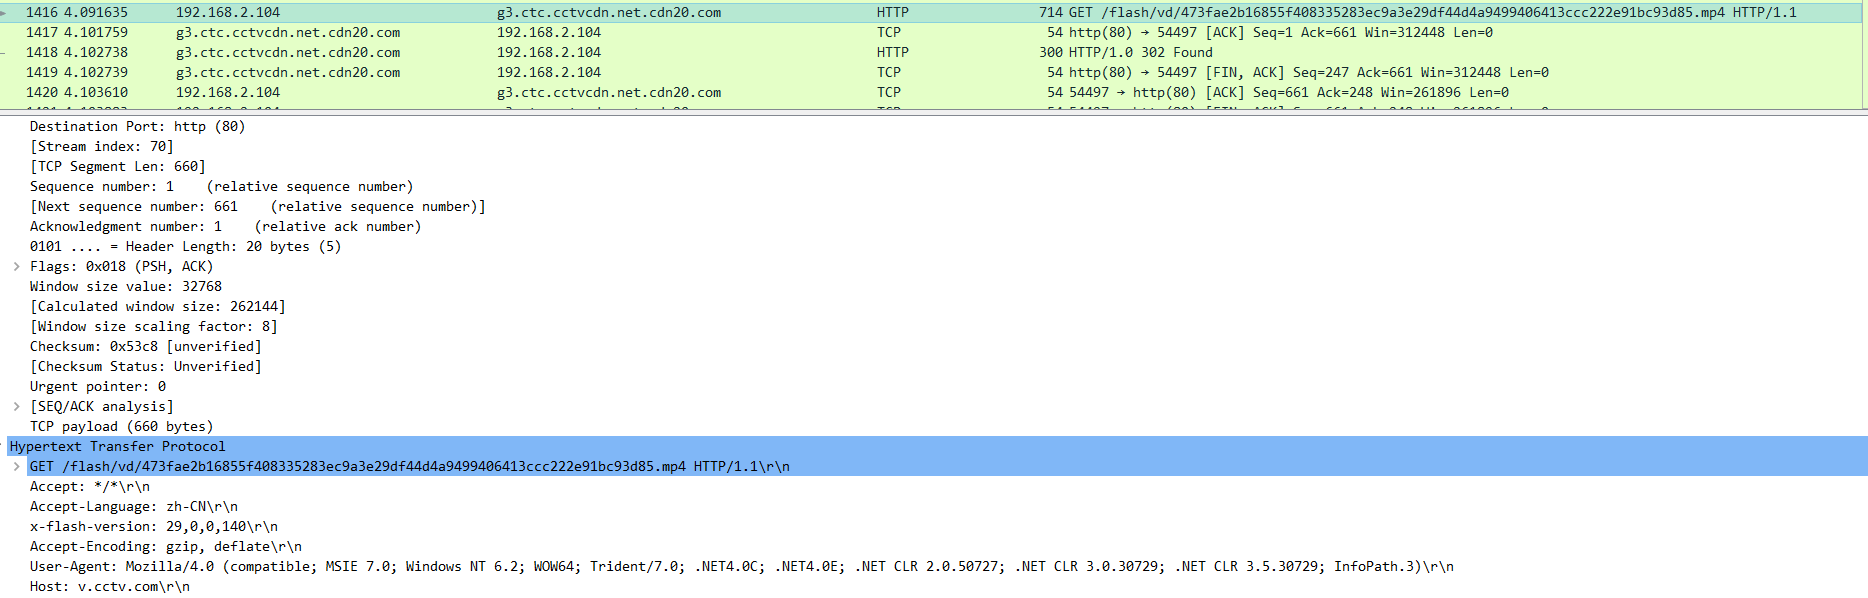 1416 4.091635 192.168.2.104 g3.ctc.cctvcdn.net.cdn20.com HTTP 714 GET /flash/vd/473fae2b16855f408335283ec9a3e29df44d4a9499406413ccc222e91bc93d85.mp4 HTTP/1.1
1417 4.101759 g3.ctc.cctvcdn.net.cdn20.com 192.168.2.104 TCP 54 http(80) → 54497 [ACK] Seq=1 Ack=661 Win=312448 Len=0
1418 4.102738 g3.ctc.cctvcdn.net.cdn20.com 192.168.2.104 HTTP 300 HTTP/1.0 302 Found
1419 4.102739 g3.ctc.cctvcdn.net.cdn20.com 192.168.2.104 TCP 54 http(80) → 54497 [FIN, ACK] Seq=247 Ack=661 Win=312448 Len=0
1420 4.103610 192.168.2.104 g3.ctc.cctvcdn.net.cdn20.com TCP 54 54497 → http(80) [ACK] Seq=661 Ack=248 Win=261896 Len=0
Destination Port: http (80)
[Stream index: 70]
[TCP Segment Len: 660]
Sequence number: 1 (relative sequence number)
[Next sequence number: 661 (relative sequence number)]
Acknowledgment number: 1 (relative ack number)
0101 .... = Header Length: 20 bytes (5)
Flags: 0x018 (PSH, ACK)
Window size value: 32768
[Calculated window size: 262144]
[Window size scaling factor: 8]
Checksum: 0x53c8 [unverified]
[Checksum Status: Unverified]
Urgent pointer: 0
[SEQ/ACK analysis]
TCP payload (660 bytes)
Hypertext Transfer Protocol
GET /flash/vd/473fae2b16855f408335283ec9a3e29df44d4a9499406413ccc222e91bc93d85.mp4 HTTP/1.1\r\n
Accept: */*\r\n
Accept-Language: zh-CN\r\n
x-flash-version: 29,0,0,140\r\n
Accept-Encoding: gzip, deflate\r\n
User-Agent: Mozilla/4.0 (compatible; MSIE 7.0; Windows NT 6.2; WOW64; Trident/7.0; .NET4.0C; .NET4.0E; .NET CLR 2.0.50727; .NET CLR 3.0.30729; .NET CLR 3.5.30729; InfoPath.3)\r\n
Host: v.cctv.com\r\n